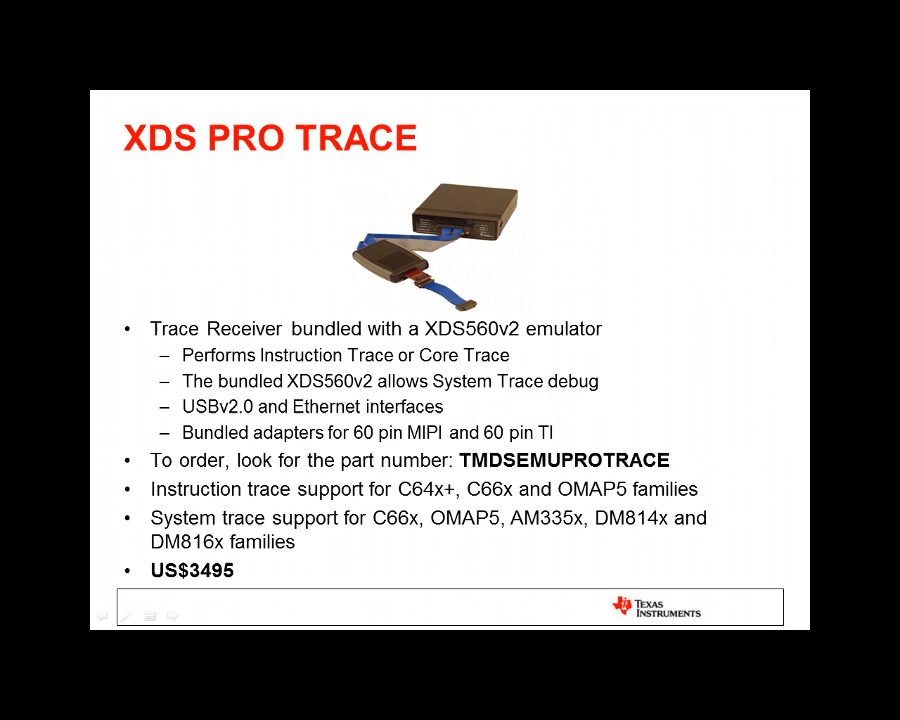 XDS PRO TRACE
• Trace Receiver bundled with a XDS560v2 emulator
– Performs Instruction Trace or Core Trace
– The bundled XDS560v2 allows System Trace debug
– USBv2.0 and Ethernet interfaces
– Bundled adapters for 60 pin MIPI and 60 pin TI
• To order, look for the part number: TMDSEMUPROTRACE
• Instruction trace support for C64x+, C66x and OMAP5 families
• System trace support for C66x, OMAP5, AM335x, DM814x and
DM816x families
• US$3495
TEXAS
INSTRUMENTS